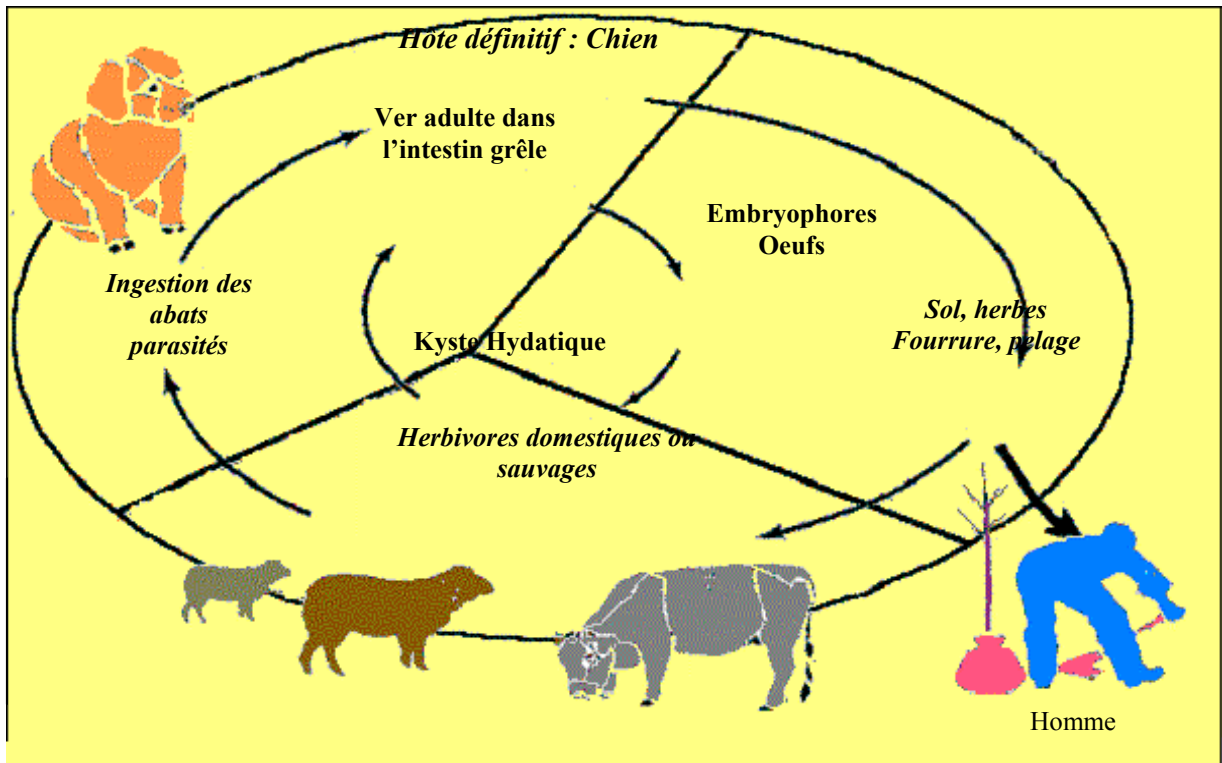 Hôte définitif : Chien
Ver adulte dans
l'intestin grêle
Embryophores
Oeufs
Ingestion des
abats
parasités
Sol, herbes
Fourrure, pelage
Kyste Hydatique
Herbivores domestiques ou
sauvages
Homme